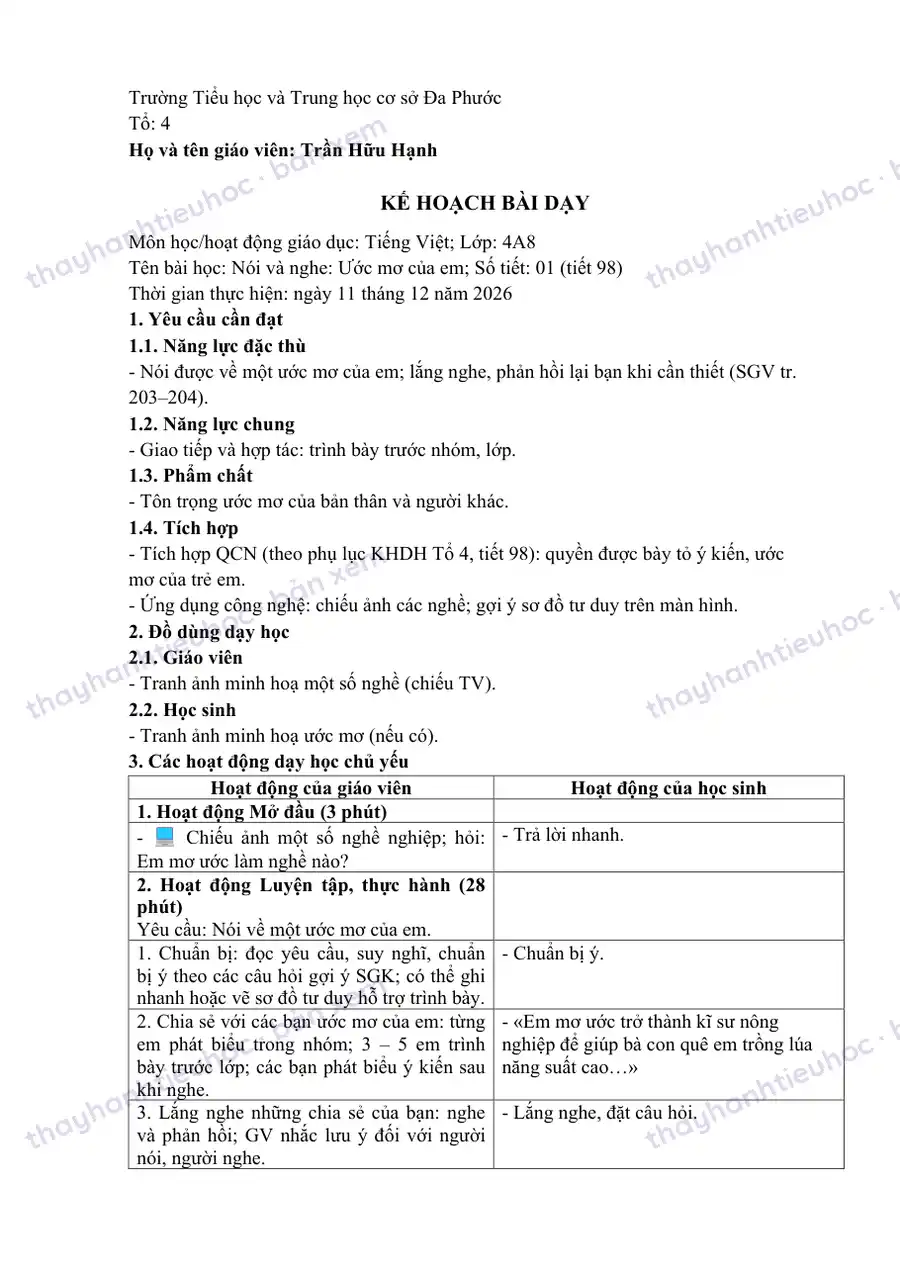 Trường Tiểu học và Trung học cơ sở Đa Phước
Tổ: 4
Họ và tên giáo viên: Trần Hữu Hạnh
KẾ HOẠCH BÀI DẠY
Môn học/hoạt động giáo dục: Tiếng Việt; Lớp: 4A8
Tên bài học: Nói và nghe: Ước mơ của em; Số tiết: 01 (tiết 98)
Thời gian thực hiện: ngày 11 tháng 12 năm 2026
1. Yêu cầu cần đạt
1.1. Năng lực đặc thù
- Nói được về một ước mơ của em; lắng nghe, phản hồi lại bạn khi cần thiết (SGV tr.
203–204).
1.2. Năng lực chung
- Giao tiếp và hợp tác: trình bày trước nhóm, lớp.
1.3. Phẩm chất
- Tôn trọng ước mơ của bản thân và người khác.
1.4. Tích hợp
- Tích hợp QCN (theo phụ lục KHDH Tổ 4, tiết 98): quyền được bày tỏ ý kiến, ước
mơ của trẻ em.
- Ứng dụng công nghệ: chiếu ảnh các nghề; gợi ý sơ đồ tư duy trên màn hình.
2. Đồ dùng dạy học
2.1. Giáo viên
- Tranh ảnh minh hoạ một số nghề (chiếu TV).
2.2. Học sinh
- Tranh ảnh minh hoạ ước mơ (nếu có).
3. Các hoạt động dạy học chủ yếu
Hoạt động của giáo viên
Hoạt động của học sinh
1. Hoạt động Mở đầu (3 phút)
- Chiếu ảnh một số nghề nghiệp; hỏi:
Em mơ ước làm nghề nào?
- Trả lời nhanh.
2. Hoạt động Luyện tập, thực hành (28
phút)
Yêu cầu: Nói về một ước mơ của em.
1. Chuẩn bị: đọc yêu cầu, suy nghĩ, chuẩn
bị ý theo các câu hỏi gợi ý SGK; có thể ghi
nhanh hoặc vẽ sơ đồ tư duy hỗ trợ trình bày.
- Chuẩn bị ý.
2. Chia sẻ với các bạn ước mơ của em: từng
em phát biểu trong nhóm; 3 – 5 em trình
bày trước lớp; các bạn phát biểu ý kiến sau
khi nghe.
- «Em mơ ước trở thành kĩ sư nông
nghiệp để giúp bà con quê em trồng lúa
năng suất cao…»
3. Lắng nghe những chia sẻ của bạn: nghe
và phản hồi; GV nhắc lưu ý đối với người
nói, người nghe.
- Lắng nghe, đặt câu hỏi.
thayhanhtieuhoc · bản xem
thayhanhtieuhoc · b
thayhanhtieuhoc · bản xem
thayhanhtieuhoc · b
thayhanhtieuhoc · bản xem
thayhanhtieuhoc · b